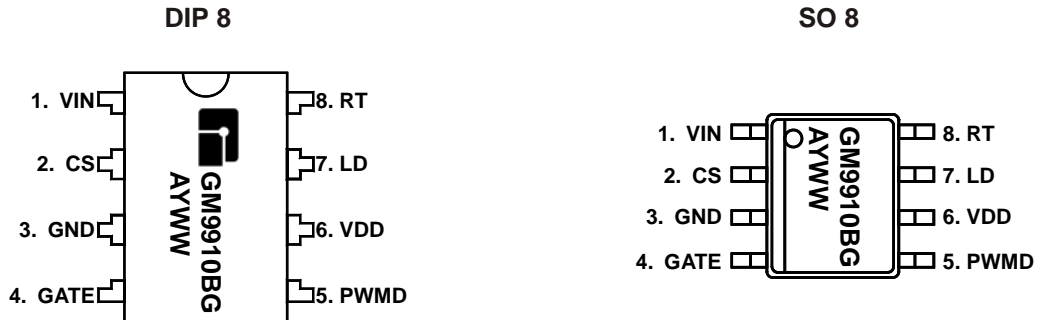 DIP 8
1. VIN
2. CS
3. GND
4. GATE
8. RT
7. LD
6. VDD
5. PWMD
GM9910BG
AYWW
SO 8
1. VIN
2. CS
3. GND
4. GATE
8. RT
7. LD
6. VDD
5. PWMD
GM9910BG
AYWW